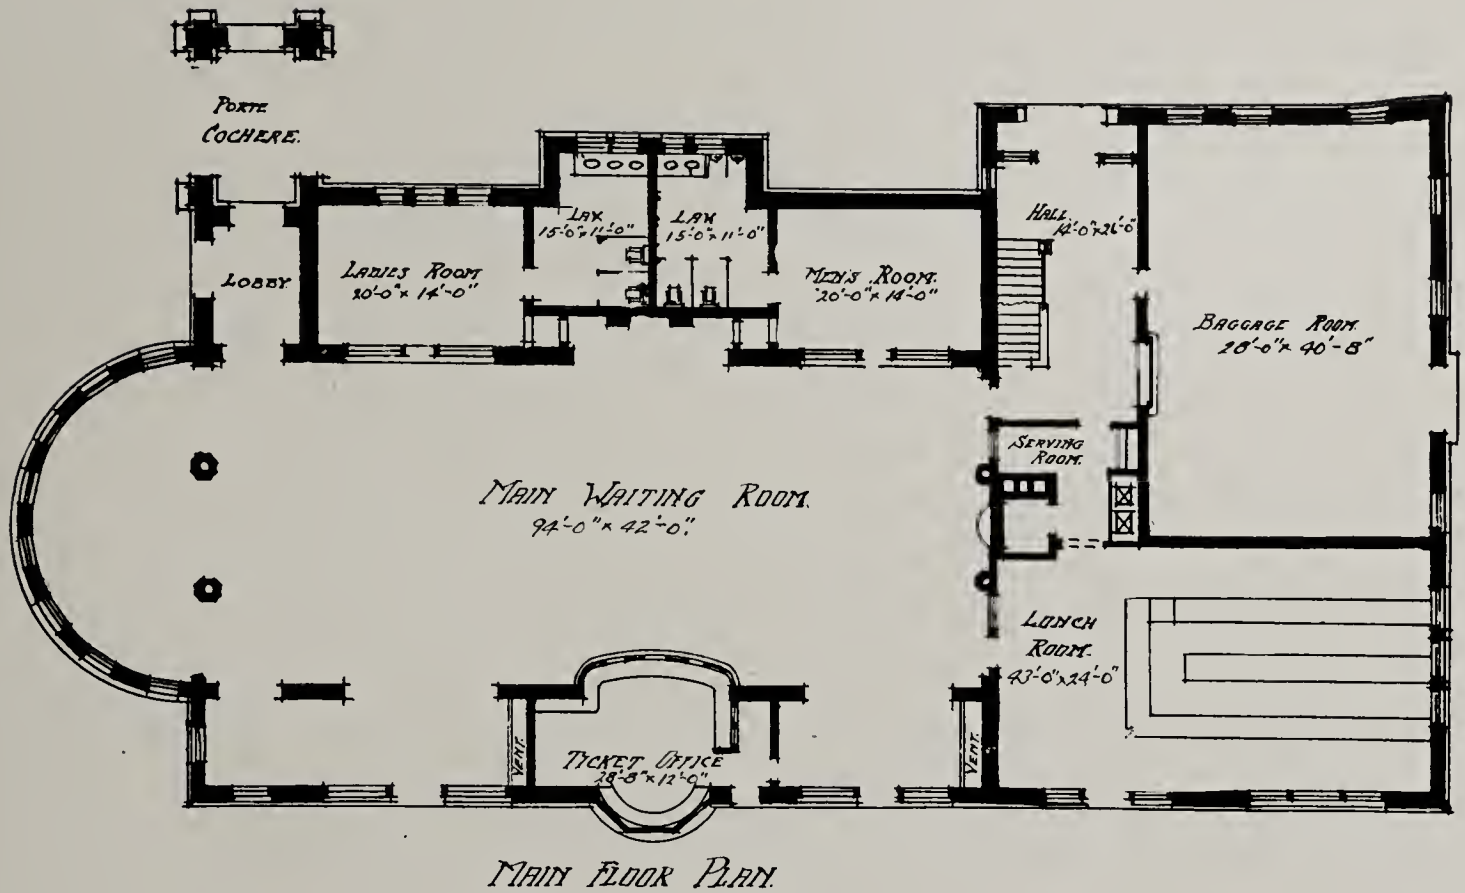 PORTE
COCHERE.
LOBBY
LADIES ROOM
20'-0" x 14'-0"
LAV
15'-0" x 11'-0"
LAV
15'-0" x 11'-0"
MEN'S ROOM.
20'-0" x 14'-0"
HALL
14'-0" x 26'-0"
BAGGAGE ROOM.
28'-0" x 40'-8"
SERVING
ROOM.
MAIN WAITING ROOM.
94'-0" x 42'-0"
LUNCH
ROOM.
43'-0" x 24'-0"
VENT.
TICKET OFFICE
28'-8" x 12'-0"
VENT.
MAIN FLOOR PLAN.